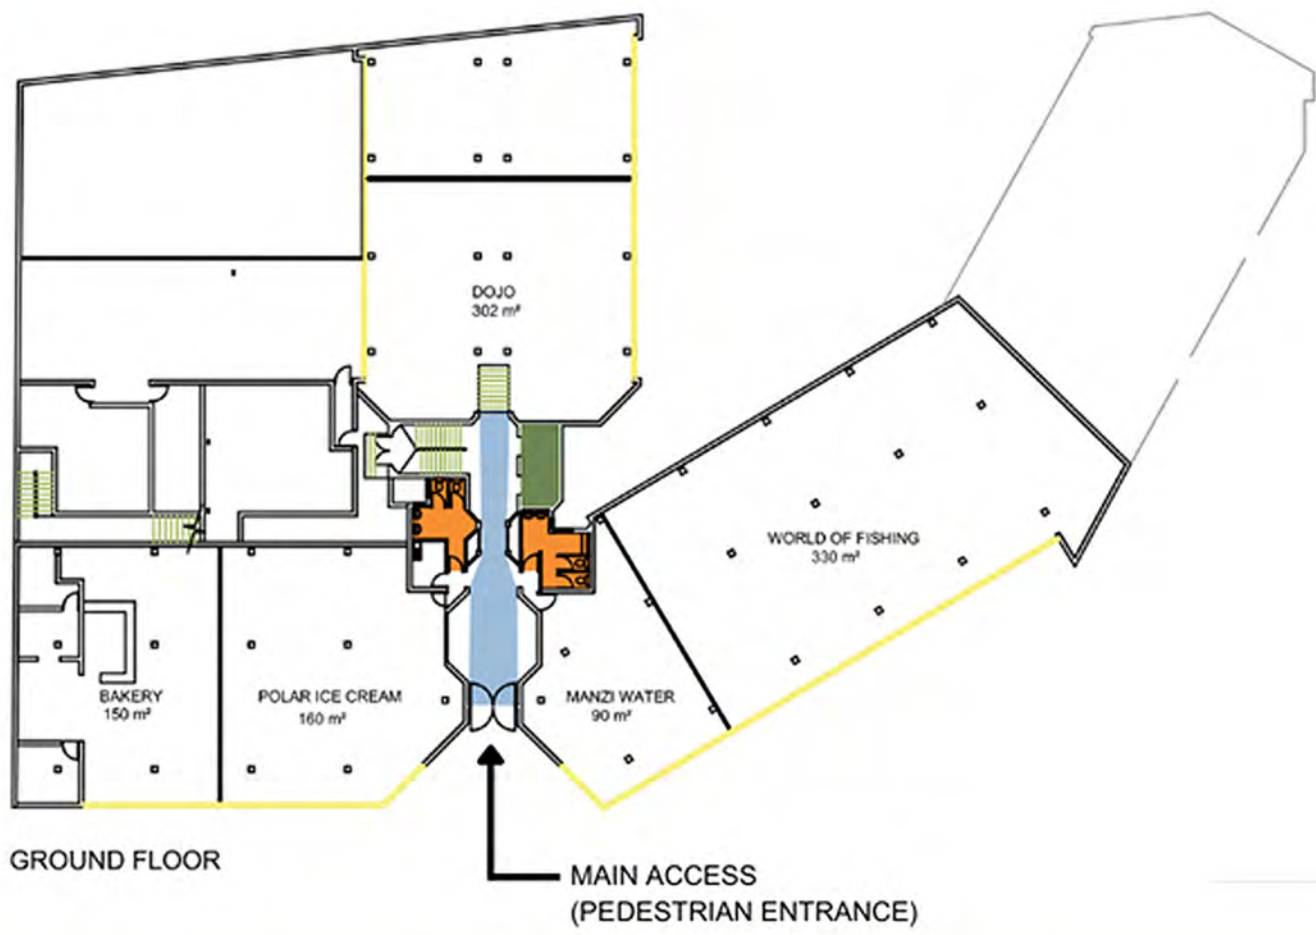 DOJO
302 m²
WORLD OF FISHING
330 m²
BAKERY
150 m²
POLAR ICE CREAM
160 m²
MANZI WATER
90 m²
GROUND FLOOR
MAIN ACCESS
(PEDESTRIAN ENTRANCE)